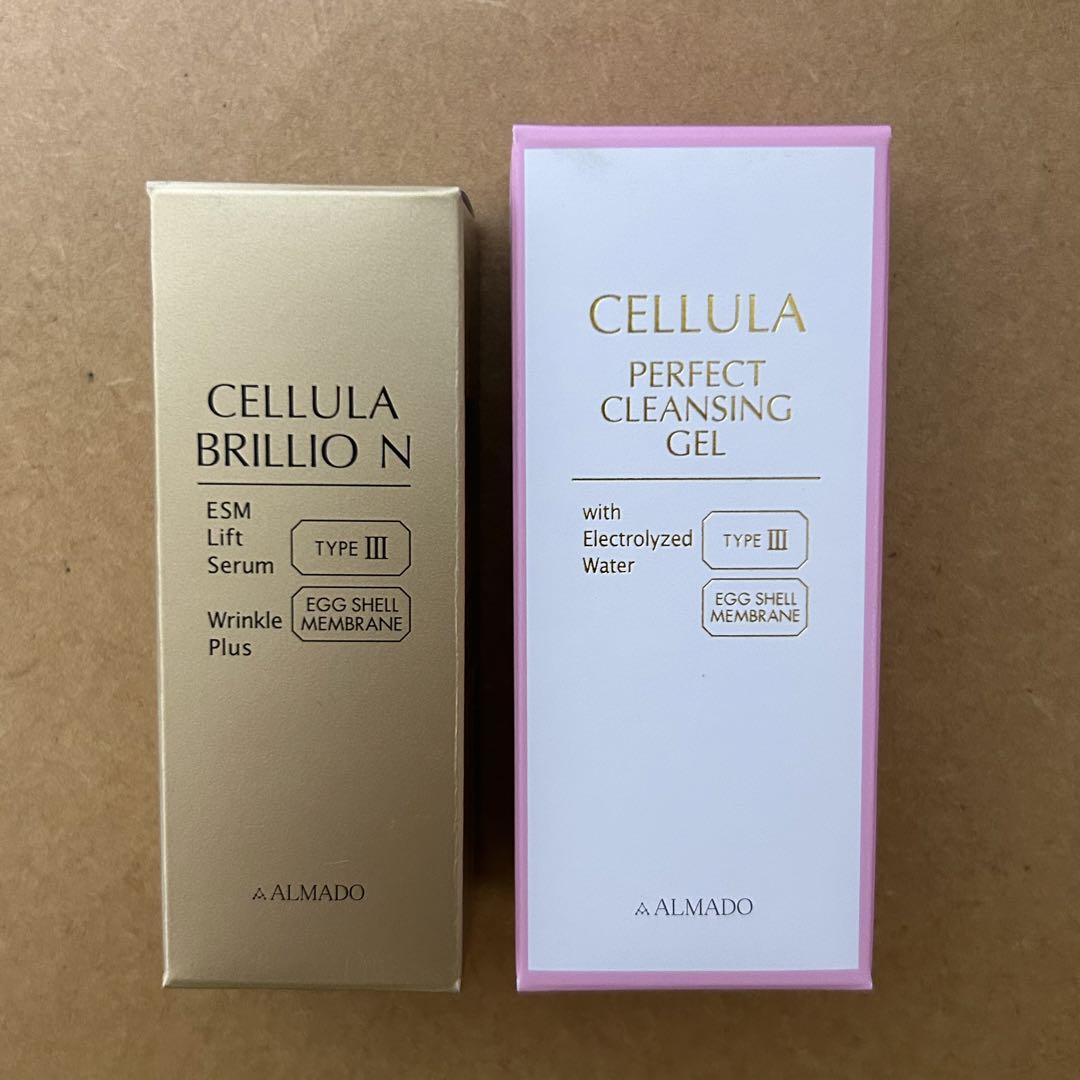 CELLULA
BRILLIO N
ESM
Lift
Serum
Wrinkle
Plus
TYPE III
EGG SHELL
MEMBRANE
ALMADO
CELLULA
PERFECT
CLEANSING
GEL
with
Electrolyzed
Water
TYPE III
EGG SHELL
MEMBRANE
ALMADO